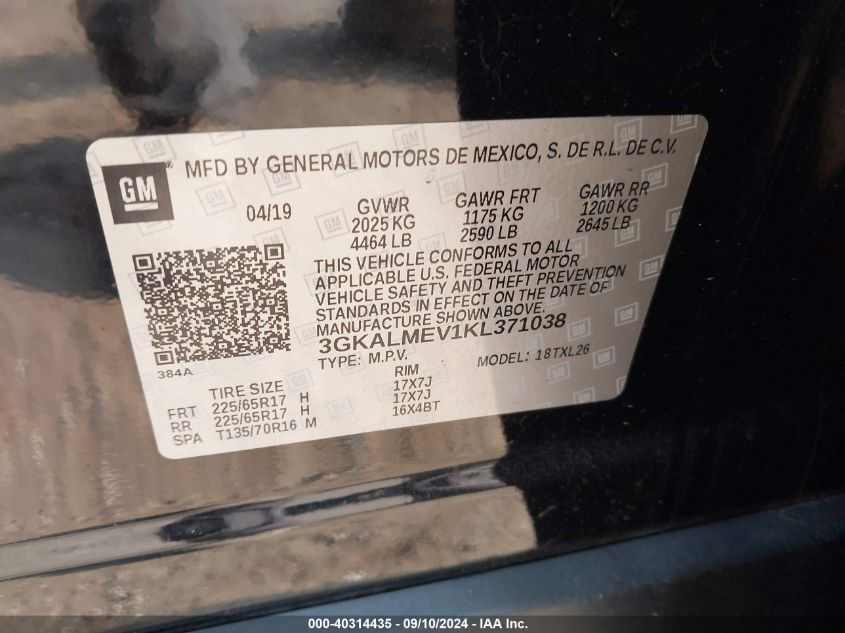 GM
MFD BY GENERAL MOTORS DE MEXICO, S. DE R.L. DE C.V.
04/19 GVWR GAWR FRT GAWR RR
2025 KG 1175 KG 1200 KG
4464 LB 2590 LB 2645 LB
THIS VEHICLE CONFORMS TO ALL
APPLICABLE U.S. FEDERAL MOTOR
VEHICLE SAFETY AND THEFT PREVENTION
STANDARDS IN EFFECT ON THE DATE OF
MANUFACTURE SHOWN ABOVE.
3GKALMEV1KL371038
TYPE: M.P.V. MODEL: 18TXL26
384A
TIRE SIZE RIM
FRT 225/65R17 H 17X7J
RR 225/65R17 H 17X7J
SPA T135/70R16 M 16X4BT
000-40314435 - 09/10/2024 - IAA Inc.